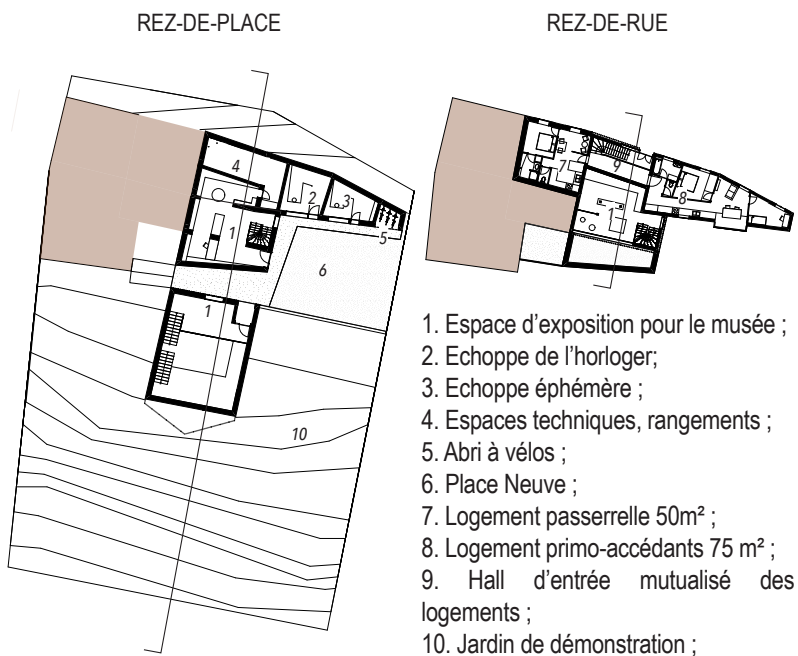 REZ-DE-PLACE
REZ-DE-RUE
4
2
3
1
5
6
1
10
9
7
8
1
1. Espace d'exposition pour le musée ;
2. Echoppe de l'horloger;
3. Echoppe éphémère ;
4. Espaces techniques, rangements ;
5. Abri à vélos ;
6. Place Neuve ;
7. Logement passerrelle 50m² ;
8. Logement primo-accédants 75 m² ;
9. Hall d'entrée mutualisé des
logements ;
10. Jardin de démonstration ;